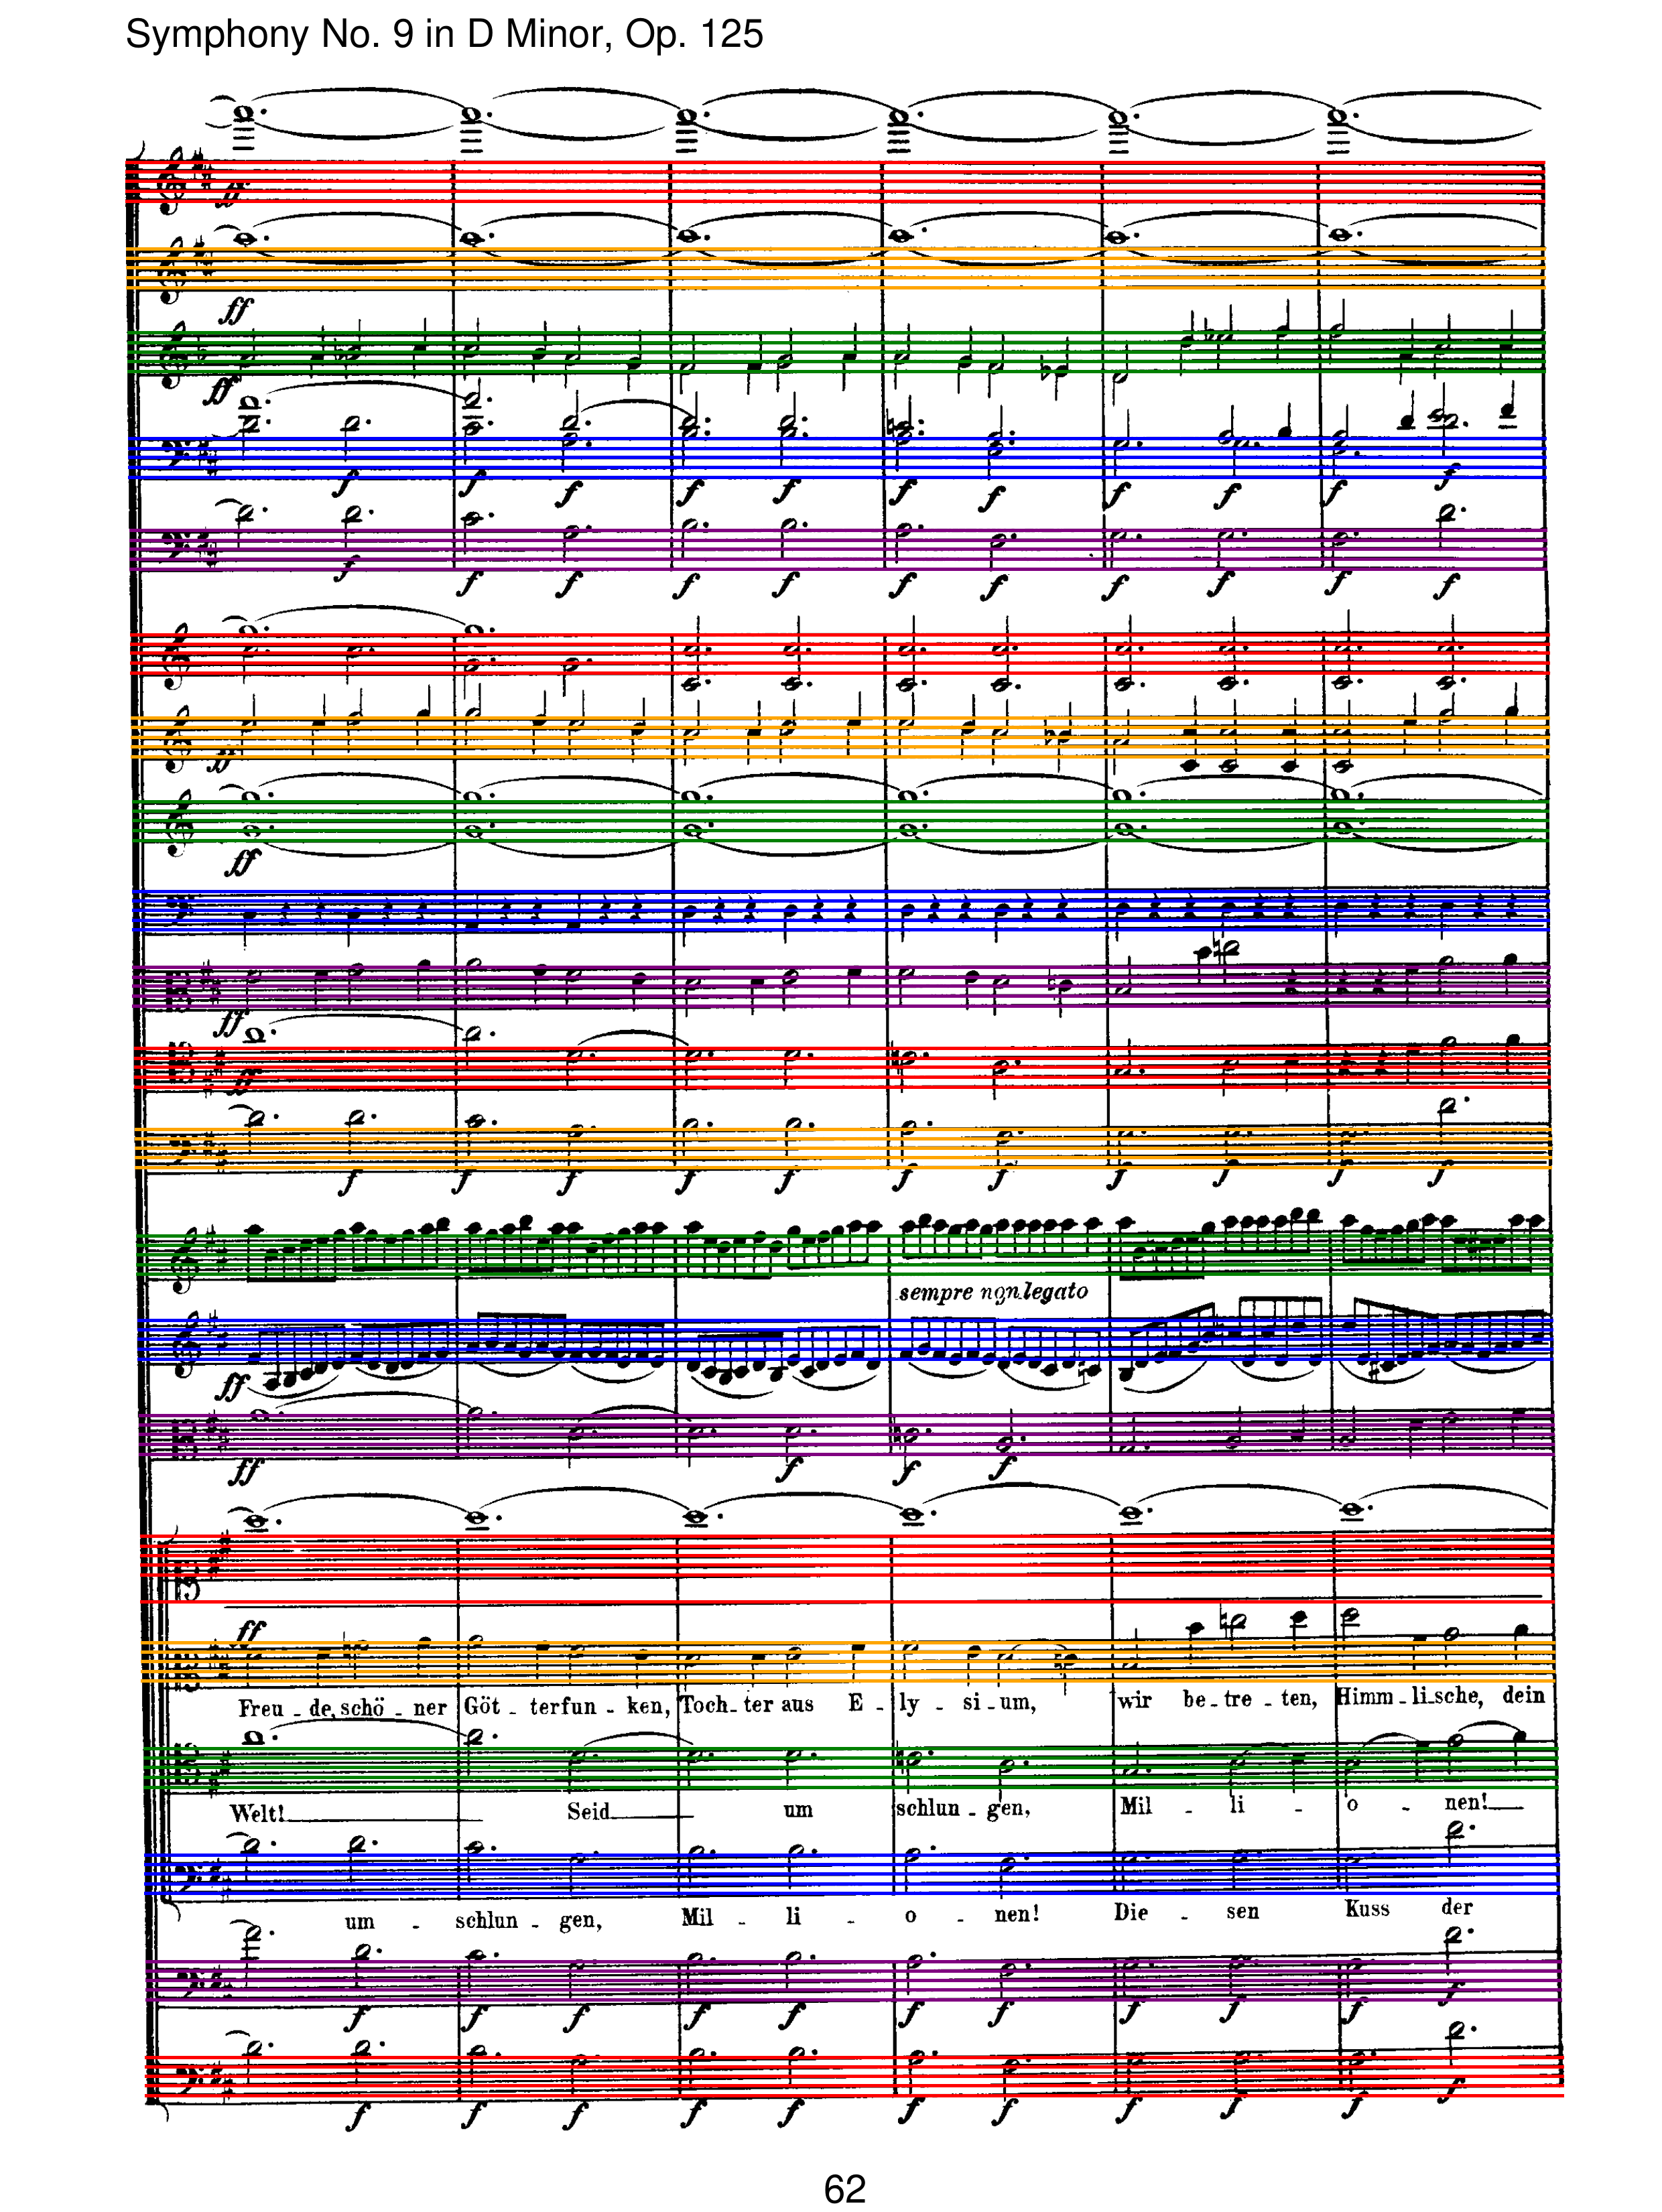 Symphony No. 9 in D Minor, Op. 125
ff
ff
ff
f f f f f f f f f f f
f f f f f f f f f f f
ff
ff
ff
ff
f f f f f f f f f f f
sempre non legato
ff
ff f f f
ff
Freu - de, schö - ner Göt - terfun - ken, Toch - ter aus E - ly - si - um, wir be - tre - ten, Himm - li - sche, dein
Welt! Seid um schlun - gen, Mil - li - o - nen!
um - schlun - gen, Mil - li - o - nen! Die - sen Kuss der
f f f f f f f f f f f
f f f f f f f f f f f
62